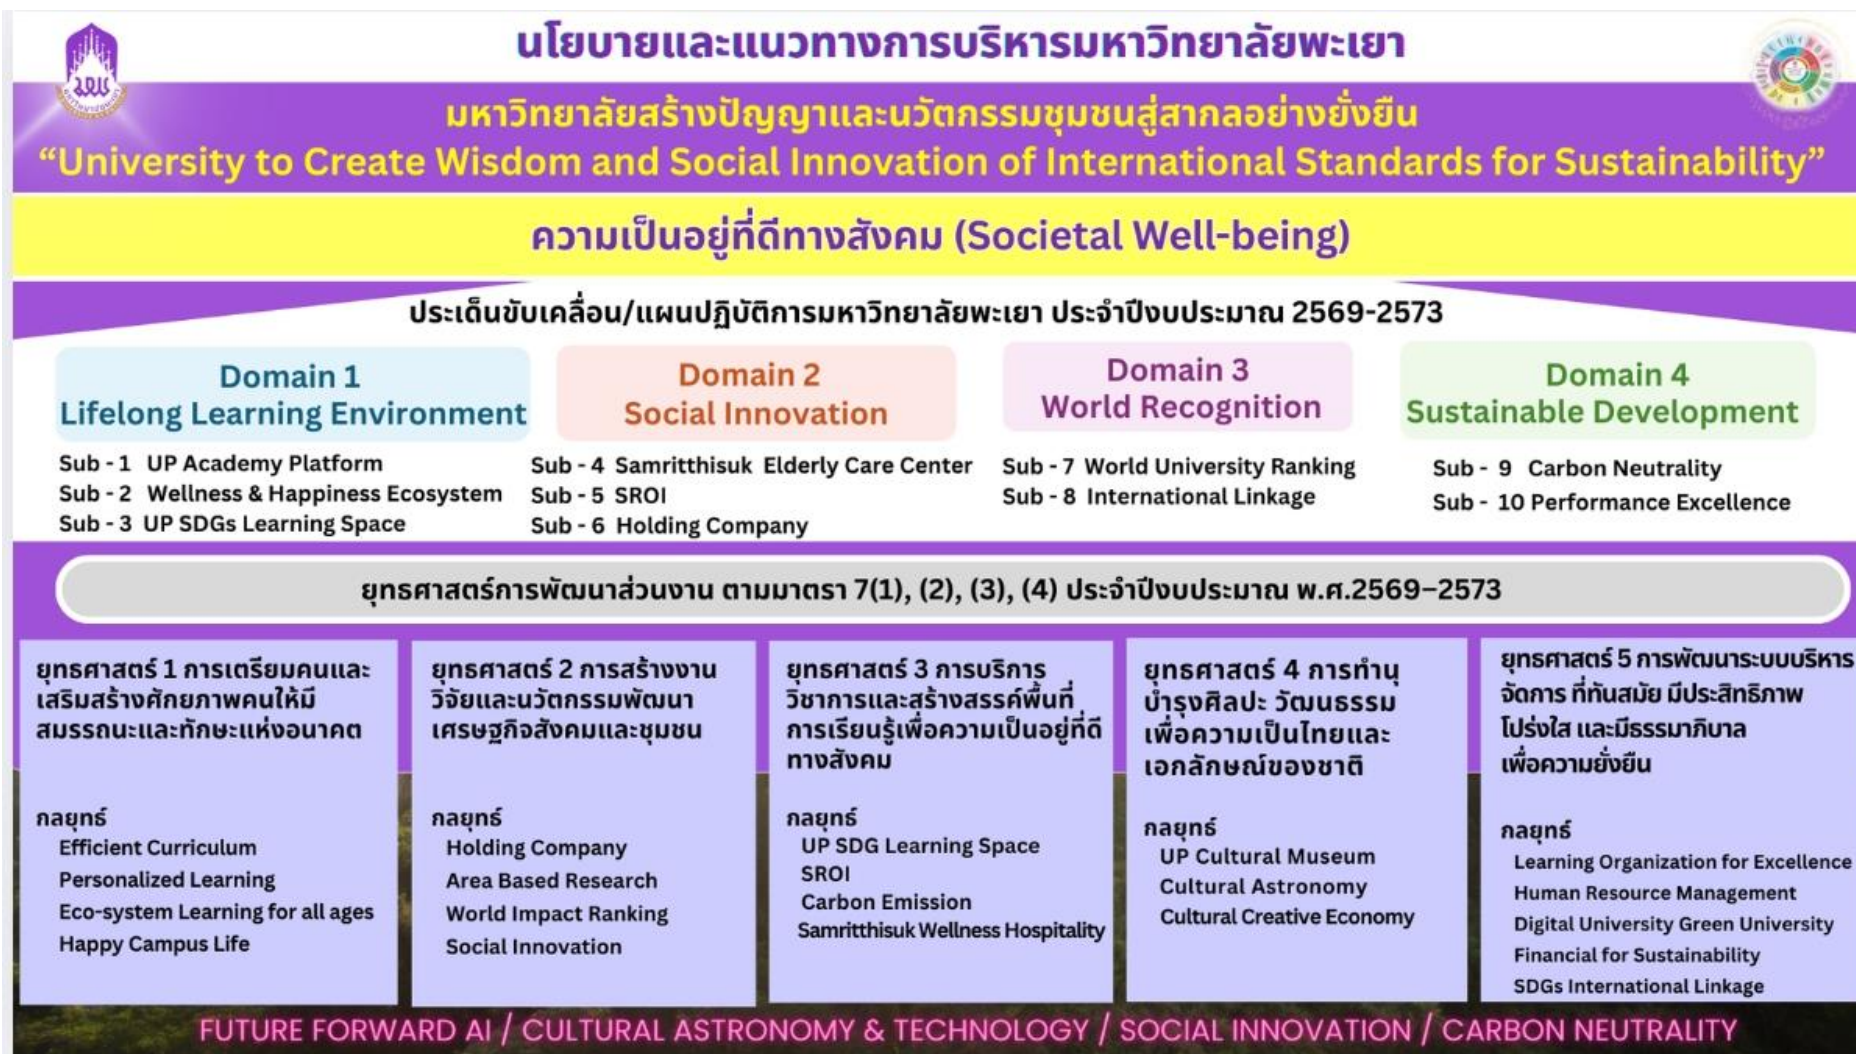 นโยบายและแนวทางการบริหารมหาวิทยาลัยพะเยา
มหาวิทยาลัยสร้างปัญญาและนวัตกรรมชุมชนสู่สากลอย่างยั่งยืน
“University to Create Wisdom and Social Innovation of International Standards for Sustainability”
ความเป็นอยู่ที่ดีทางสังคม (Societal Well-being)
ประเด็นขับเคลื่อน/แผนปฏิบัติการมหาวิทยาลัยพะเยา ประจำปีงบประมาณ 2569-2573
Domain 1
Lifelong Learning Environment
Sub - 1 UP Academy Platform
Sub - 2 Wellness & Happiness Ecosystem
Sub - 3 UP SDGs Learning Space
Domain 2
Social Innovation
Sub - 4 Samritthisuk Elderly Care Center
Sub - 5 SROI
Sub - 6 Holding Company
Domain 3
World Recognition
Sub - 7 World University Ranking
Sub - 8 International Linkage
Domain 4
Sustainable Development
Sub - 9 Carbon Neutrality
Sub - 10 Performance Excellence
ยุทธศาสตร์การพัฒนาส่วนงาน ตามมาตรา 7(1), (2), (3), (4) ประจำปีงบประมาณ พ.ศ.2569–2573
ยุทธศาสตร์ 1 การเตรียมคนและ
เสริมสร้างศักยภาพคนให้มี
สมรรถนะและทักษะแห่งอนาคต
กลยุทธ์
Efficient Curriculum
Personalized Learning
Eco-system Learning for all ages
Happy Campus Life
ยุทธศาสตร์ 2 การสร้างงาน
วิจัยและนวัตกรรมพัฒนา
เศรษฐกิจสังคมและชุมชน
กลยุทธ์
Holding Company
Area Based Research
World Impact Ranking
Social Innovation
ยุทธศาสตร์ 3 การบริการ
วิชาการและสร้างสรรค์พื้นที่
การเรียนรู้เพื่อความเป็นอยู่ที่ดี
ทางสังคม
กลยุทธ์
UP SDG Learning Space
SROI
Carbon Emission
Samritthisuk Wellness Hospitality
ยุทธศาสตร์ 4 การทำนุ
บำรุงศิลปะ วัฒนธรรม
เพื่อความเป็นไทยและ
เอกลักษณ์ของชาติ
กลยุทธ์
UP Cultural Museum
Cultural Astronomy
Cultural Creative Economy
ยุทธศาสตร์ 5 การพัฒนาระบบบริหาร
จัดการ ที่ทันสมัย มีประสิทธิภาพ
โปร่งใส และมีธรรมาภิบาล
เพื่อความยั่งยืน
กลยุทธ์
Learning Organization for Excellence
Human Resource Management
Digital University Green University
Financial for Sustainability
SDGs International Linkage
FUTURE FORWARD AI / CULTURAL ASTRONOMY & TECHNOLOGY / SOCIAL INNOVATION / CARBON NEUTRALITY